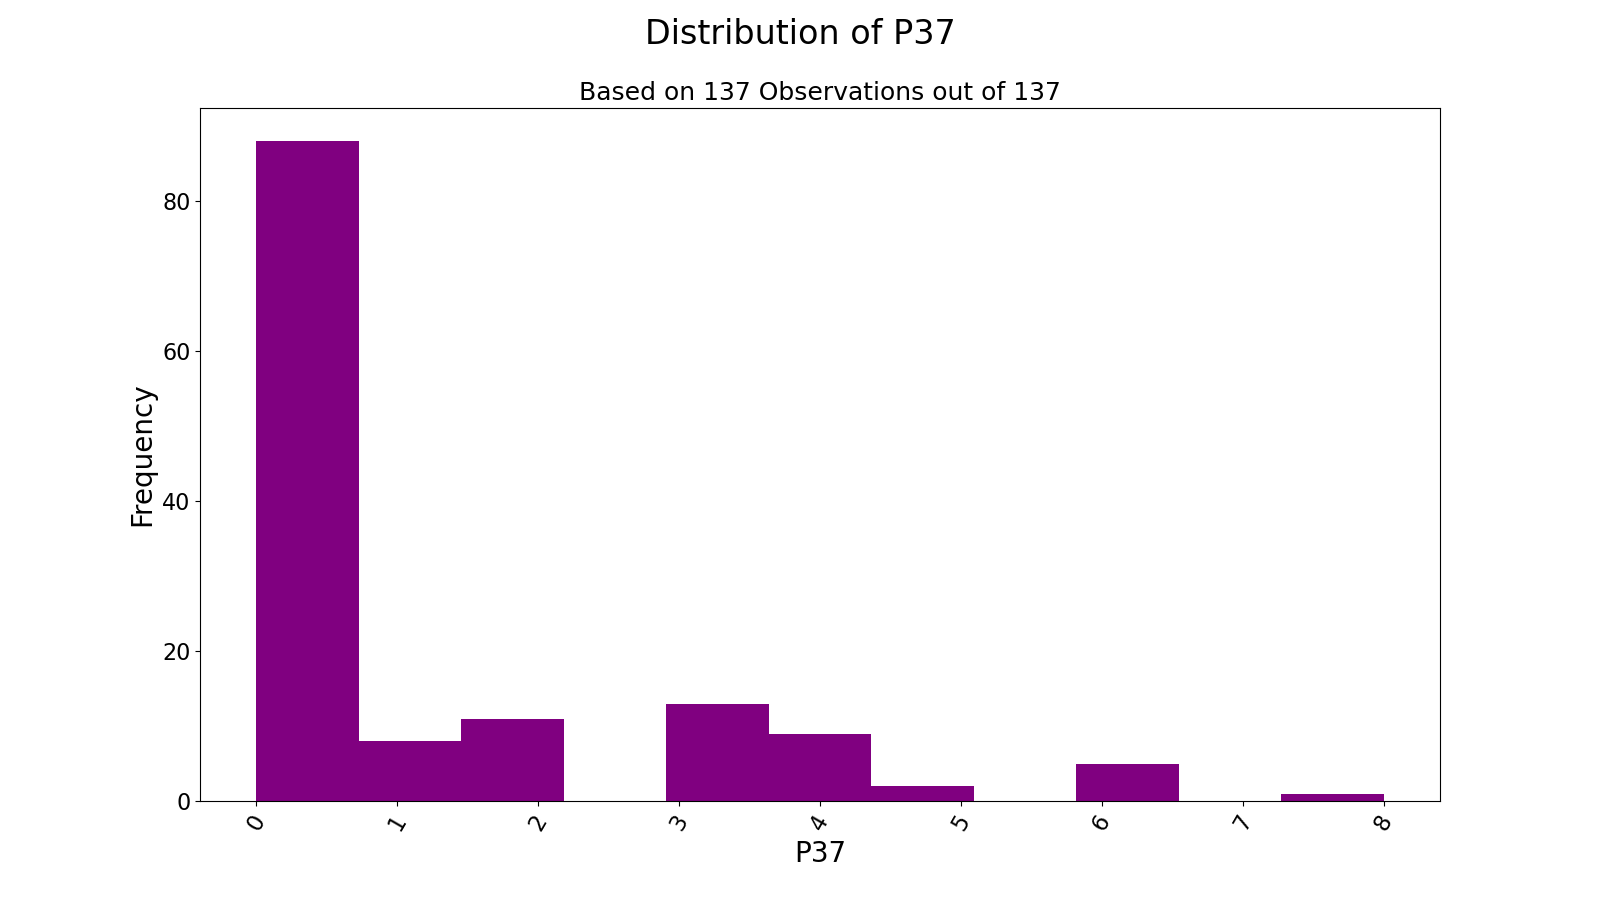 Distribution of P37
Based on 137 Observations out of 137
80
60
40
20
0
Frequency
0 1 2 3 4 5 6 7 8
P37